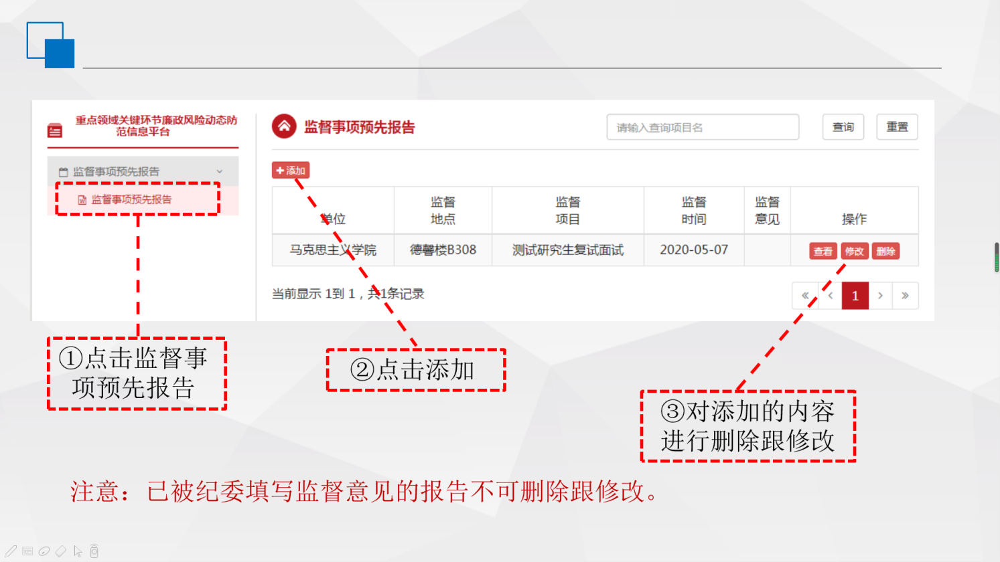 重点领域关键环节廉政风险动态防
范信息平台
监督事项预先报告
监督事项预先报告
监督事项预先报告
请输入查询项目名
查询
重置
添加
单位
监督
地点
监督
项目
监督
时间
监督
意见
操作
马克思主义学院
德馨楼B308
测试研究生复试面试
2020-05-07
查看
修改
删除
当前显示 1到 1，共1条记录
«
‹
1
›
»
①点击监督事
项预先报告
②点击添加
③对添加的内容
进行删除跟修改
注意：已被纪委填写监督意见的报告不可删除跟修改。